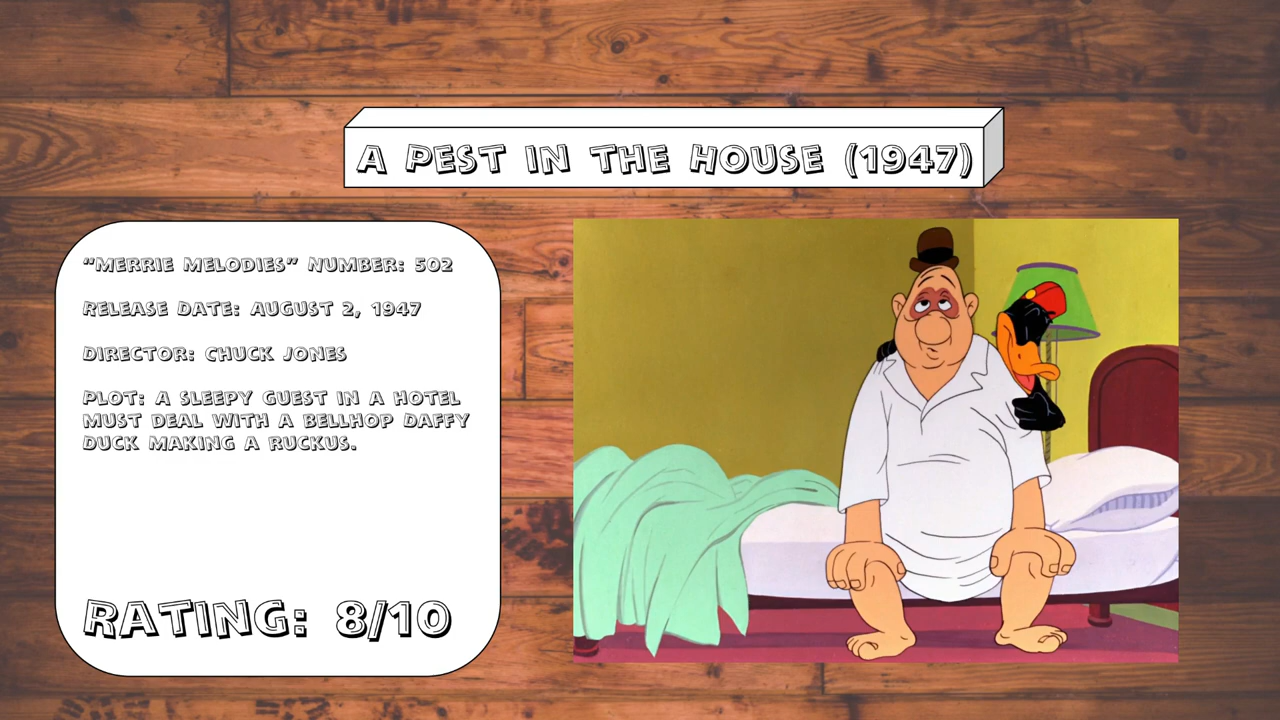 A PEST IN THE HOUSE (1947)
"MERRIE MELODIES" NUMBER: 502
RELEASE DATE: AUGUST 2, 1947
DIRECTOR: CHUCK JONES
PLOT: A SLEEPY GUEST IN A HOTEL
MUST DEAL WITH A BELLHOP DAFFY
DUCK MAKING A RUCKUS.
RATING: 8/10